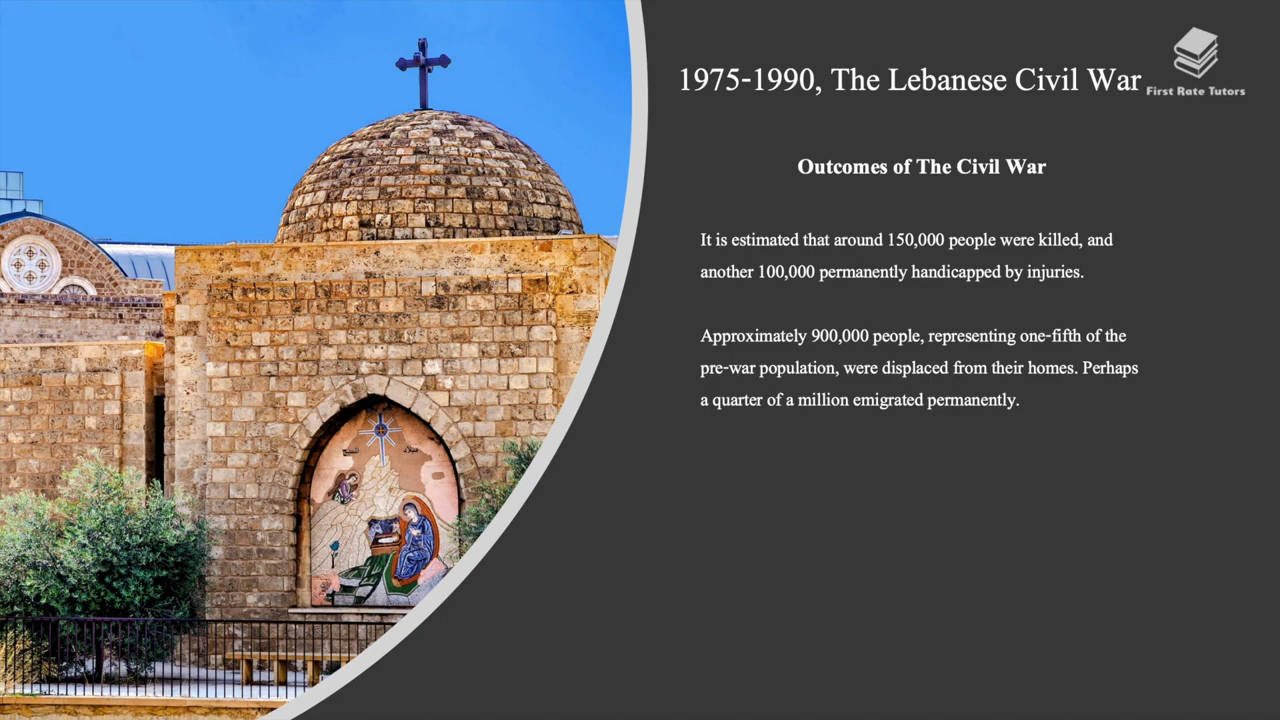 1975-1990, The Lebanese Civil War
First Rate Tutors
Outcomes of The Civil War
It is estimated that around 150,000 people were killed, and
another 100,000 permanently handicapped by injuries.
Approximately 900,000 people, representing one-fifth of the
pre-war population, were displaced from their homes. Perhaps
a quarter of a million emigrated permanently.
ميلاد المسيح